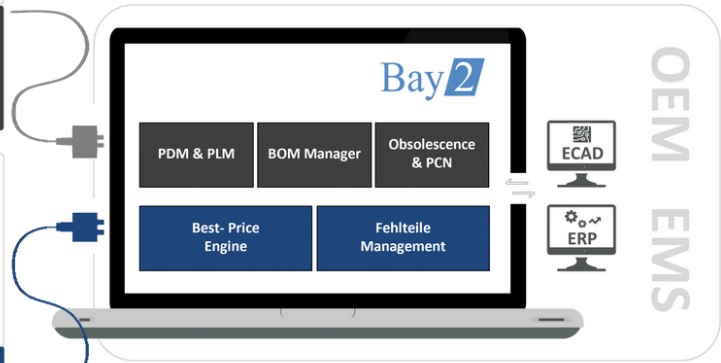 Bay2
PDM & PLM
BOM Manager
Obsolescence
& PCN
Best- Price
Engine
Fehlteile
Management
ECAD
ERP
OEM
EMS